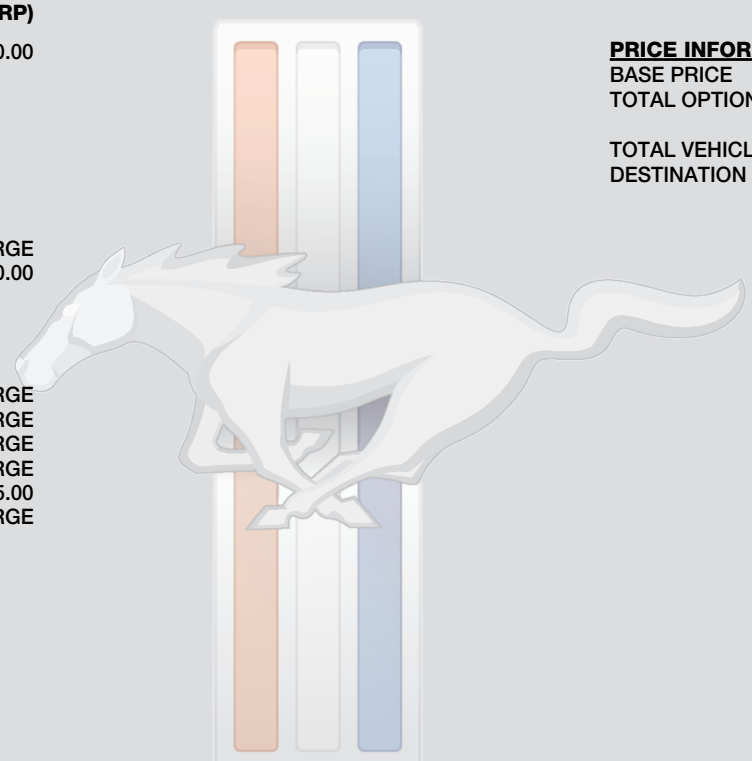 RP)
0.00
RGE
0.00
RGE
RGE
RGE
RGE
5.00
RGE
PRICE INFOR
BASE PRICE
TOTAL OPTION
TOTAL VEHICL
DESTINATION